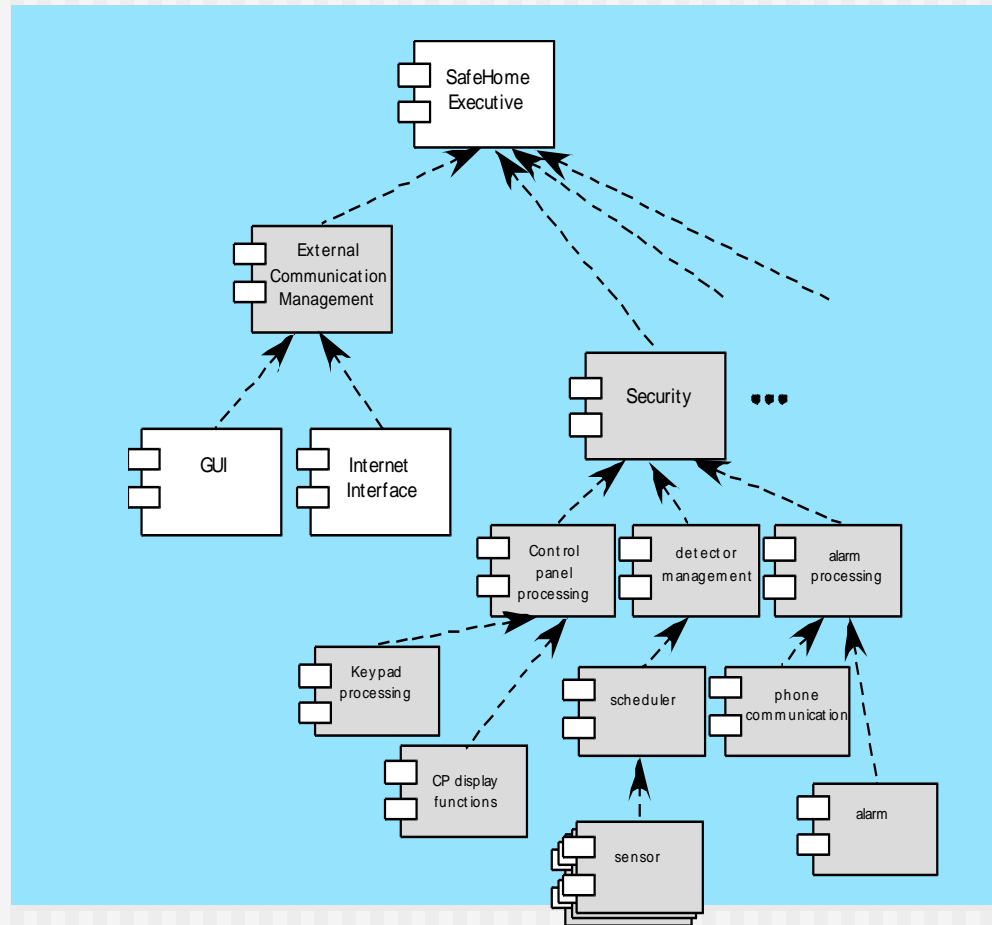 SafeHome
Executive
External
Communication
Management
Security
GUI
Internet
Interface
Control
panel
processing
detector
management
alarm
processing
Keypad
processing
scheduler
phone
communication
CP display
functions
alarm
sensor